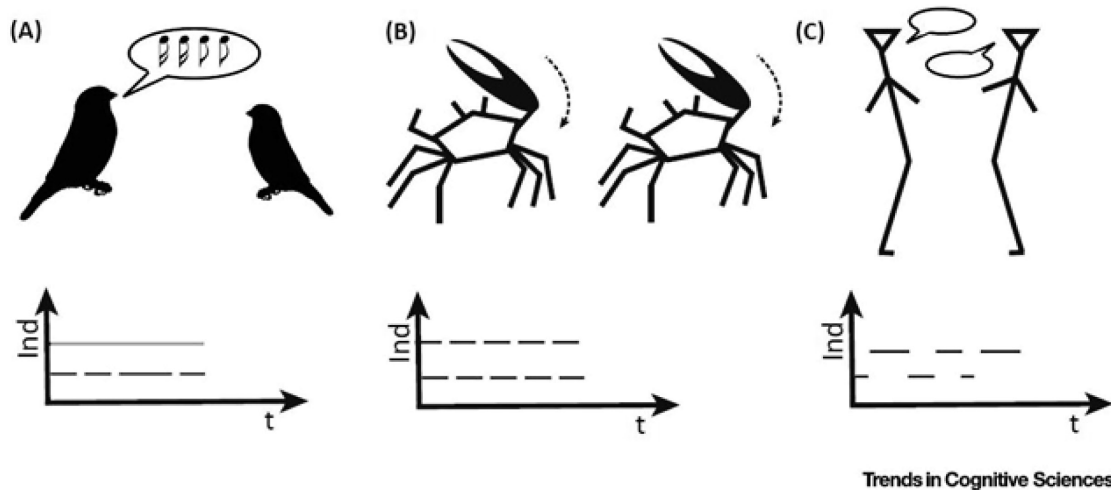 (A)
(B)
(C)
Ind
t
Ind
t
Ind
t
Trends in Cognitive Sciences